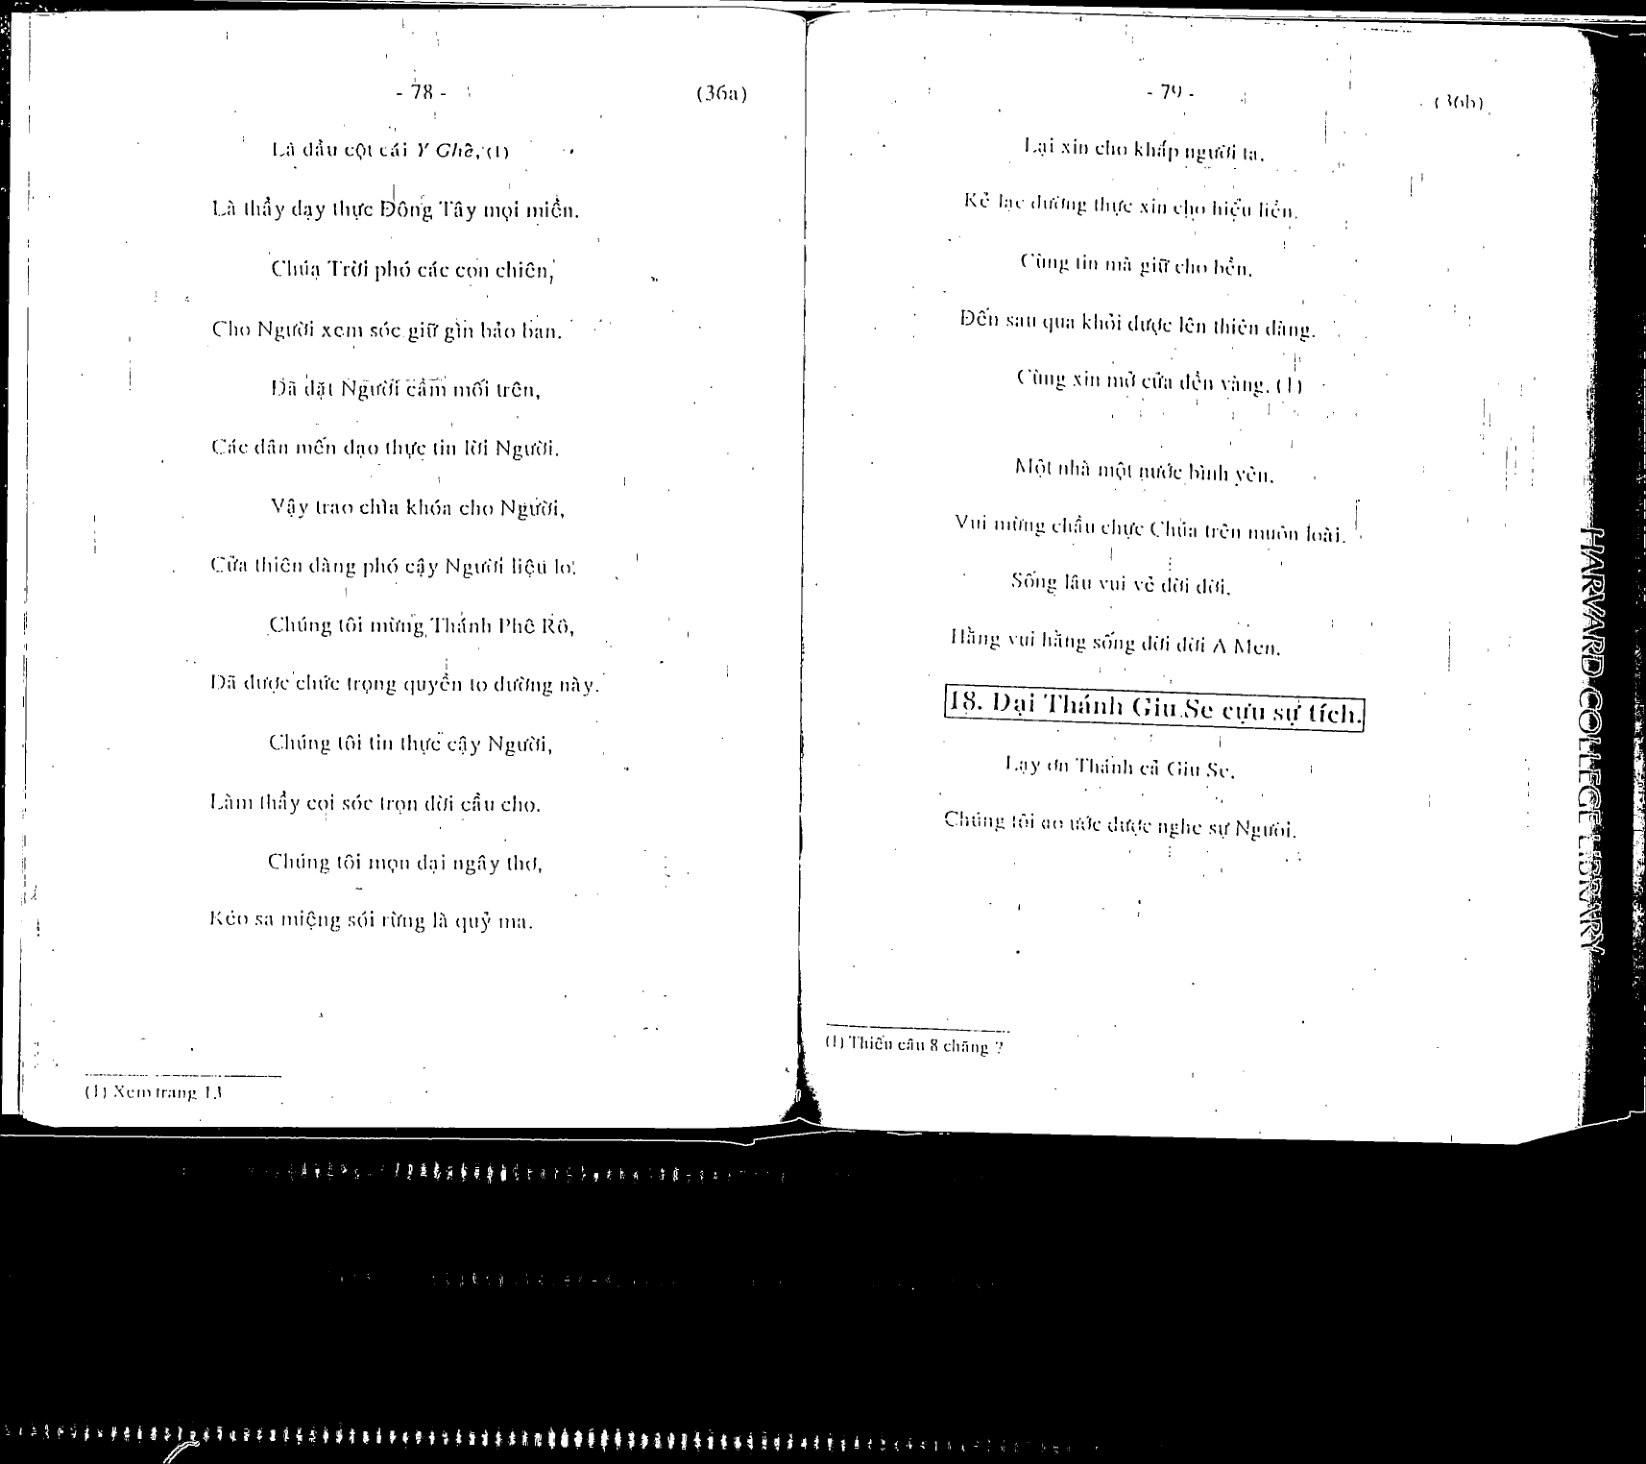 - 78 -
(36a)
Là đầu cột cái Y Ghê, (1)
Là thầy dạy thực Đông Tây mọi miền.
Chúa Trời phó các con chiên,
Cho Người xem sóc giữ gìn bảo ban.
Đã đặt Người cầm mối trên,
Các dân mến đạo thực tin lời Người.
Vậy trao chìa khóa cho Người,
Cửa thiên đàng phó cậy Người liệu lo.
Chúng tôi mừng Thánh Phê Rô,
Đã được chức trọng quyền to dường này.
Chúng tôi tin thực cậy Người,
Làm thầy coi sóc trọn đời cầu cho.
Chúng tôi mọn dại ngây thơ,
Kẻo sa miệng sói rừng là quỷ ma.
(1) Xem trang 13
- 79 -
(36b)
Lại xin cho khắp người ta.
Kẻ lạc đường thực xin cho hiểu liền.
Cùng tin mà giữ cho bền.
Đến sau qua khỏi được lên thiên đàng.
Cùng xin mở cửa đền vàng. (1)
Một nhà một nước bình yên.
Vui mừng chầu chực Chúa trên muôn loài.
Sống lâu vui vẻ đời đời.
Hằng vui hằng sống đời đời A Men.
18. Đại Thánh Giu Se cựu sự tích.
Lạy ơn Thánh cả Giu Se.
Chúng tôi ao ước được nghe sự Người.
(1) Thiếu câu 8 chăng ?
HARVARD COLLEGE LIBRARY